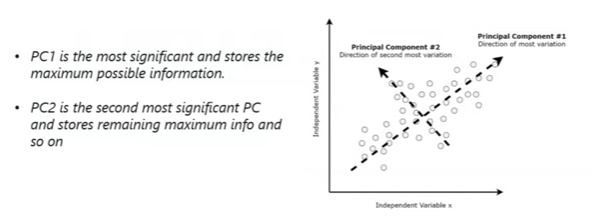 • PC1 is the most significant and stores the
maximum possible information.
• PC2 is the second most significant PC
and stores remaining maximum info and
so on
Principal Component #2
Direction of second most variation
Principal Component #1
Direction of most variation
Independent Variable y
Independent Variable x